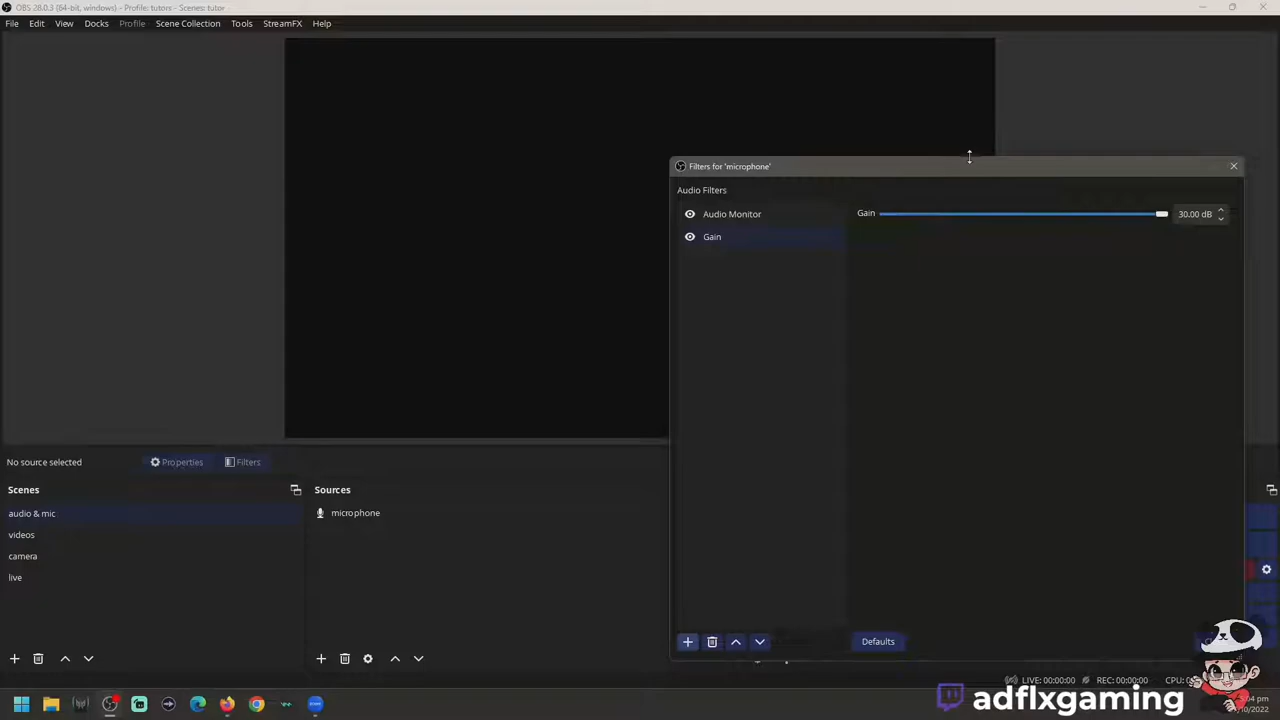 OBS 28.0.3 (64-bit, windows) - Profile: tutors - Scenes: tutor
File Edit View Docks Profile Scene Collection Tools StreamFX Help
Filters for 'microphone'
Audio Filters
Audio Monitor
Gain
Gain 30.00 dB
Defaults
No source selected Properties Filters
Scenes
audio & mic
videos
camera
live
Sources
microphone
LIVE: 00:00:00 REC: 00:00:00 CPU:
adflxgaming